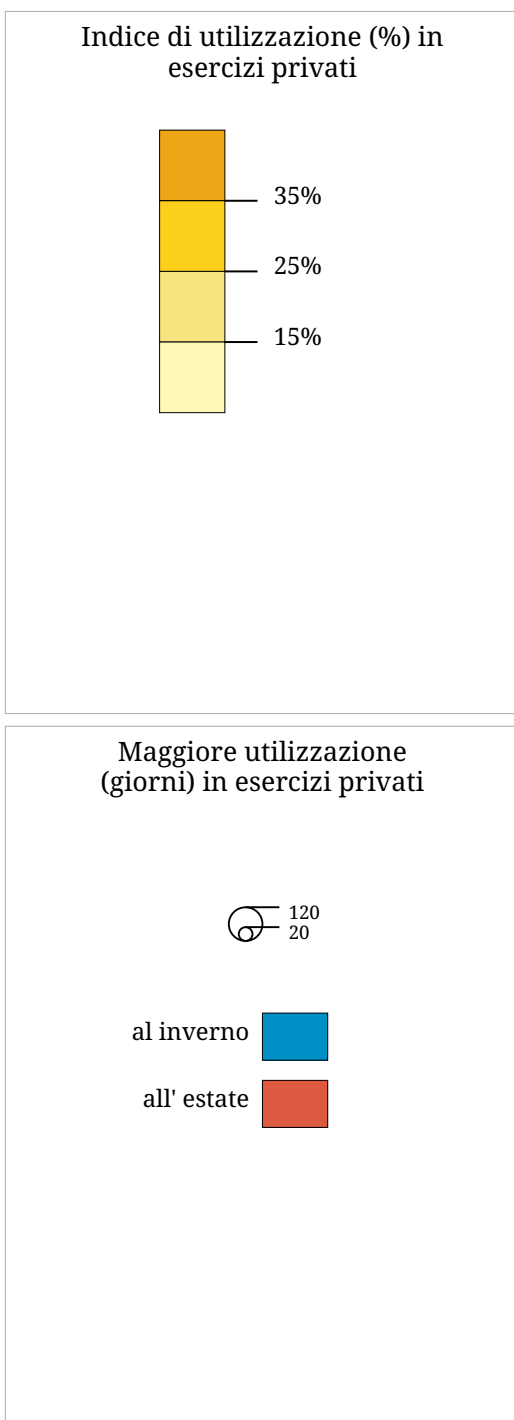 Indice di utilizzazione (%) in
esercizi privati
35%
25%
15%
Maggiore utilizzazione
(giorni) in esercizi privati
120
20
al inverno
all' estate